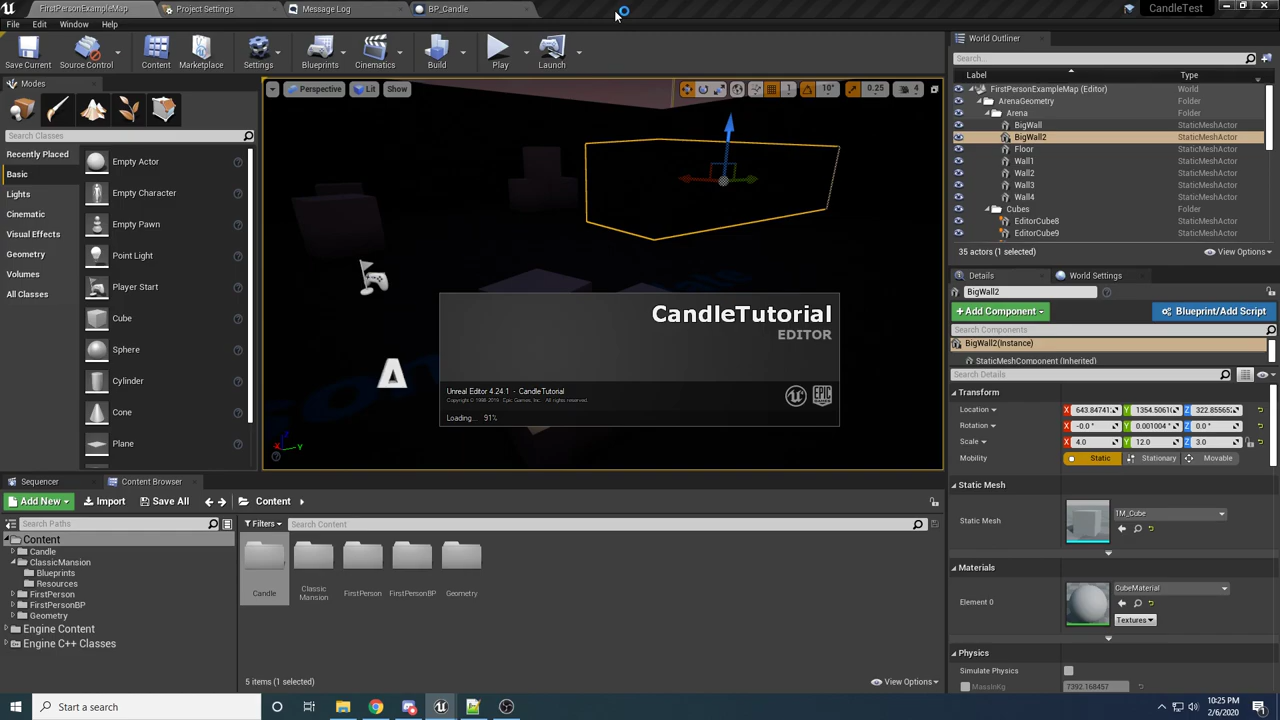 FirstPersonExampleMap
Project Settings
Message Log
BP_Candle
CandleTest
File Edit Window Help
Save Current
Source Control
Content
Marketplace
Settings
Blueprints
Cinematics
Build
Play
Launch
World Outliner
Search...
Label
Type
FirstPersonExampleMap (Editor) World
ArenaGeometry Folder
Arena Folder
BigWall StaticMeshActor
BigWall2 StaticMeshActor
Floor StaticMeshActor
Wall1 StaticMeshActor
Wall2 StaticMeshActor
Wall3 StaticMeshActor
Wall4 StaticMeshActor
Cubes Folder
EditorCube8 StaticMeshActor
EditorCube9 StaticMeshActor
35 actors (1 selected)
View Options
Modes
Search Classes
Recently Placed
Basic
Lights
Cinematic
Visual Effects
Geometry
Volumes
All Classes
Empty Actor
Empty Character
Empty Pawn
Point Light
Player Start
Cube
Sphere
Cylinder
Cone
Plane
Perspective
Lit
Show
1
10°
0.25
4
X
Y
CandleTutorial
EDITOR
Unreal Editor 4.24.1 - CandleTutorial
Copyright © 1998-2019 Epic Games, Inc. All rights reserved.
Loading... 91%
EPIC GAMES
Details
World Settings
BigWall2
+Add Component
Blueprint/Add Script
Search Components
BigWall2(Instance)
StaticMeshComponent (Inherited)
Search Details
Transform
Location X 643.84741 Y 1354.50610 Z 322.85565
Rotation X -0.0 ° Y 0.001004 ° Z 0.0 °
Scale X 4.0 Y 12.0 Z 3.0
Mobility Static Stationary Movable
Static Mesh
Static Mesh
1M_Cube
Materials
Element 0
CubeMaterial
Textures
Physics
Simulate Physics
MassInKg 7392.168457
Sequencer
Content Browser
Add New
Import
Save All
Content
Search Paths
Filters
Search Content
Content
Candle
ClassicMansion
Blueprints
Resources
FirstPerson
FirstPersonBP
Geometry
Engine Content
Engine C++ Classes
Candle
Classic
Mansion
FirstPerson
FirstPersonBP
Geometry
5 items (1 selected)
View Options
Start a search
10:25 PM
2/6/2020